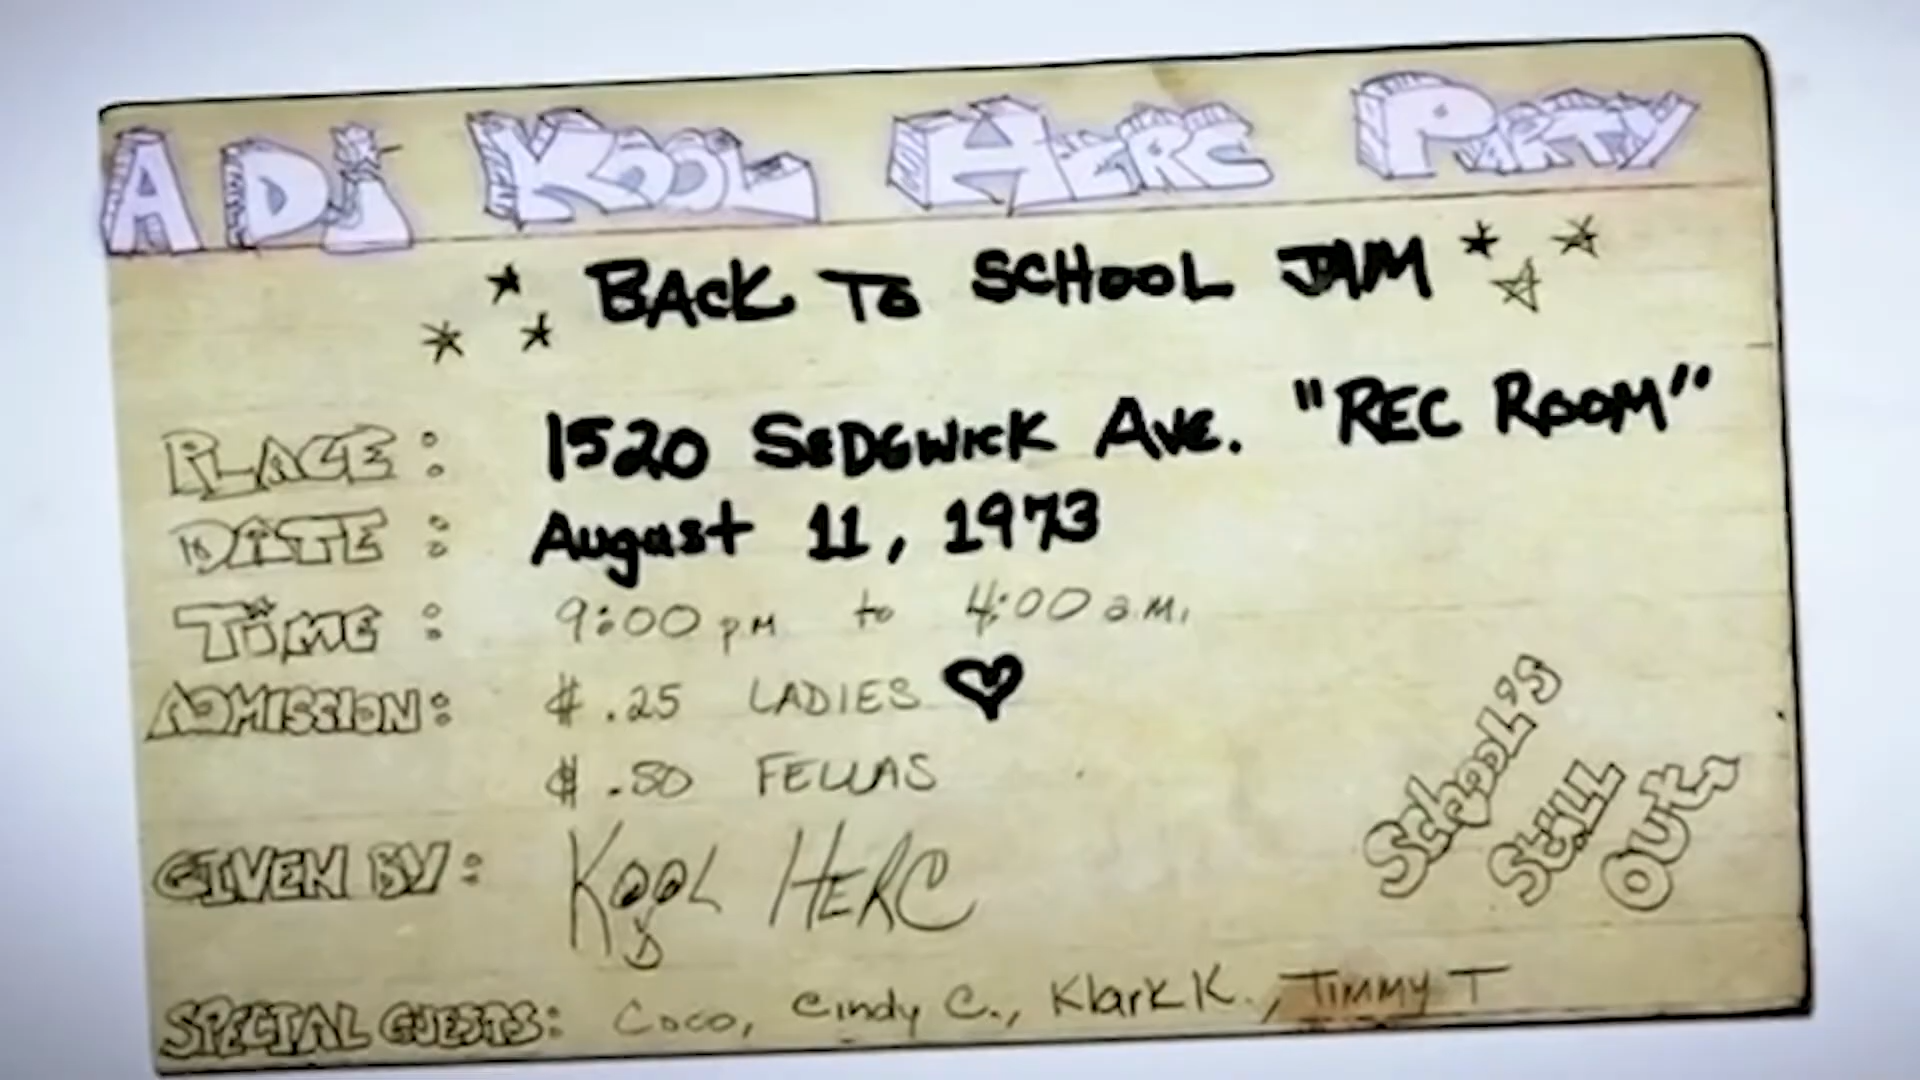 A DJ KOOL HERC PARTY
BACK TO SCHOOL JAM
PLACE: 1520 SEDGWICK AVE. "REC ROOM"
DATE: August 11, 1973
TIME: 9:00 pm to 4:00 a.m.
ADMISSION: $.25 LADIES
$.50 FELLAS
GIVEN BY: KOOL HERC
SPECIAL GUESTS: Coco, Cindy C., Klark K., Timmy T
School's
Still
Out